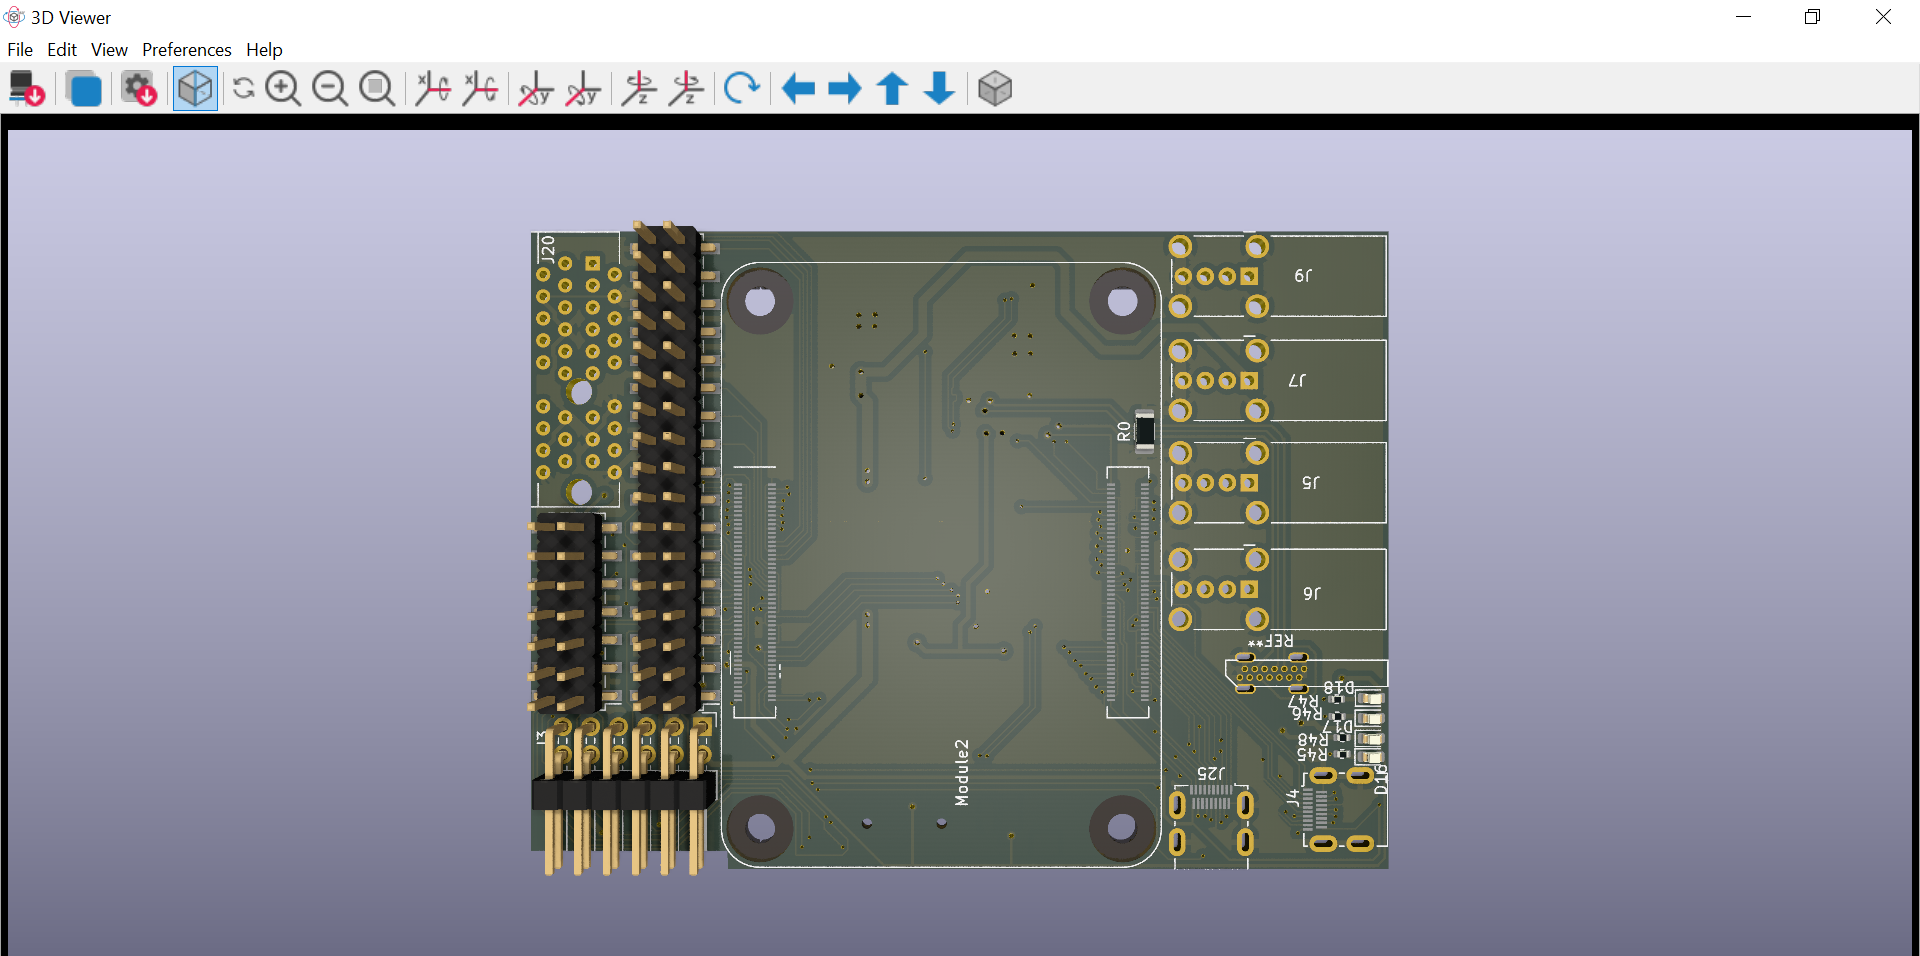 3D Viewer
File Edit View Preferences Help
J20
J9
J7
R0
J5
J6
REF**
D18
R47
R46
D17
R48
R45
J3
Module2
J25
J4
D16